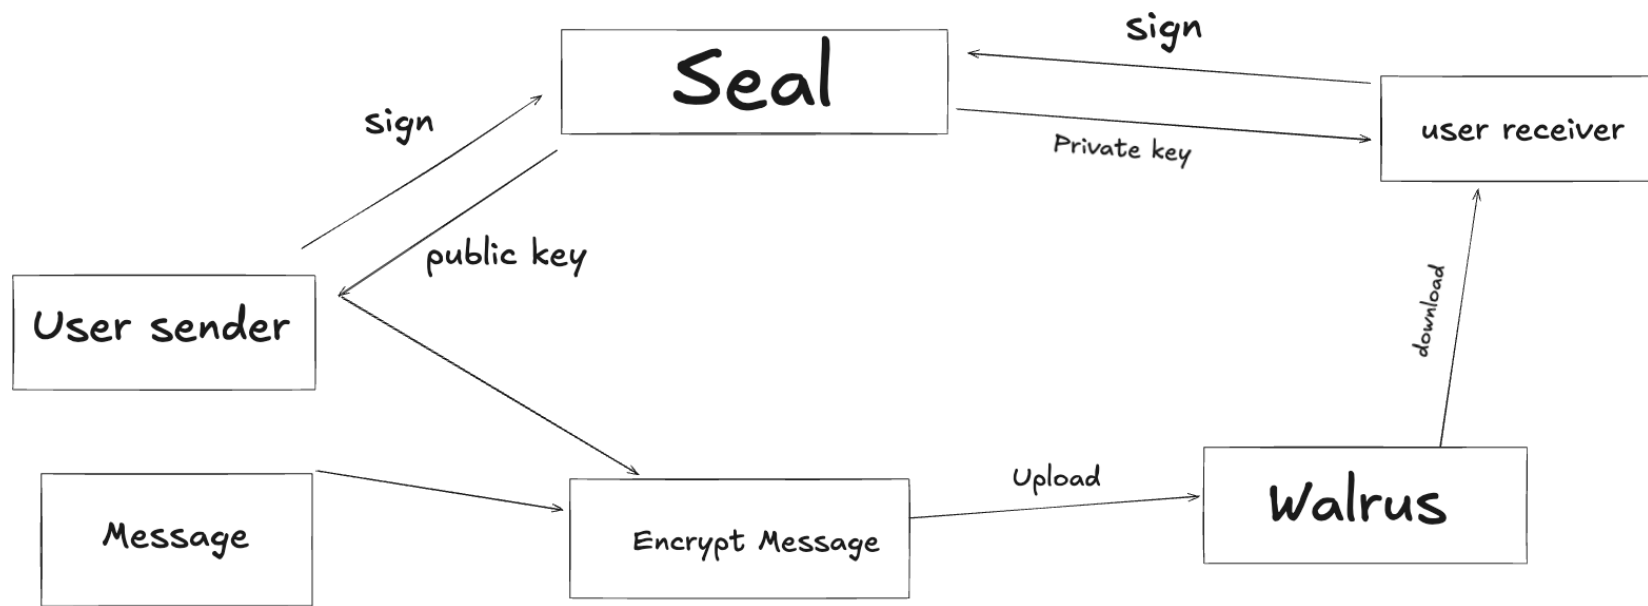 sign
Seal
user receiver
sign
Private key
public key
User sender
download
Message
Encrypt Message
Upload
Walrus